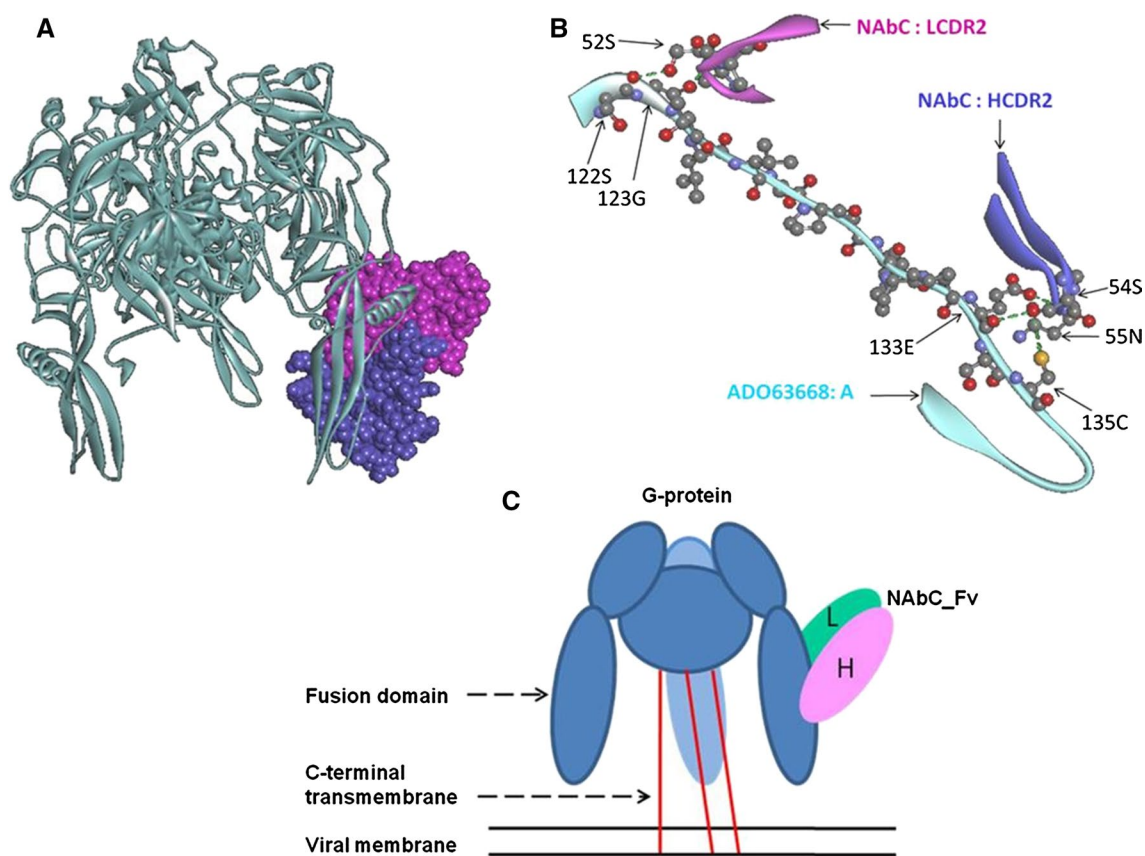 A
B
NAbC : LCDR2
52S
NAbC : HCDR2
122S
123G
54S
55N
133E
ADO63668: A
135C
C
G-protein
NAbC_Fv
L
H
Fusion domain
C-terminal
transmembrane
Viral membrane